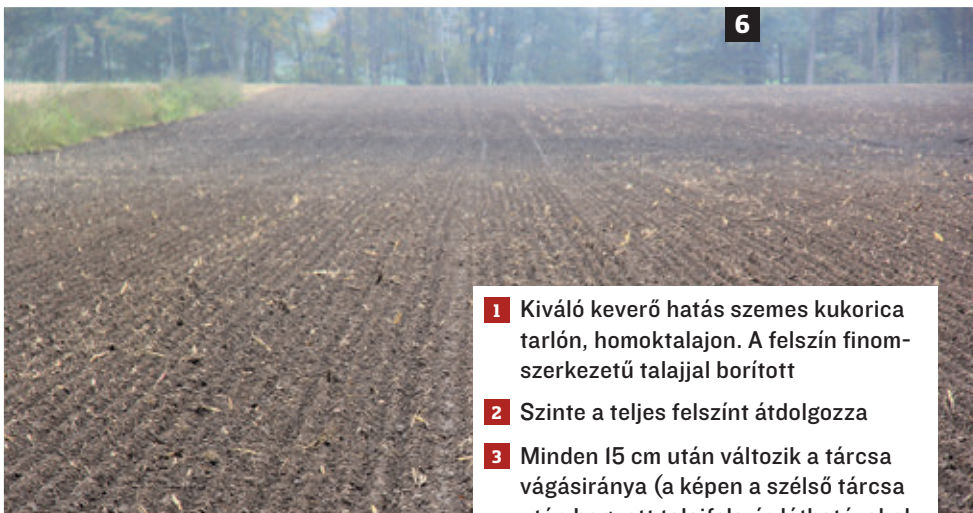 6
1 Kiváló keverő hatás szemes kukorica
tarlón, homoktalajon. A felszín finom-
szerkezetű talajjal borított
2 Szinte a teljes felszínt átdolgozza
3 Minden 15 cm után változik a tárcsa
vágásiránya (a képen a szélső tárcsa